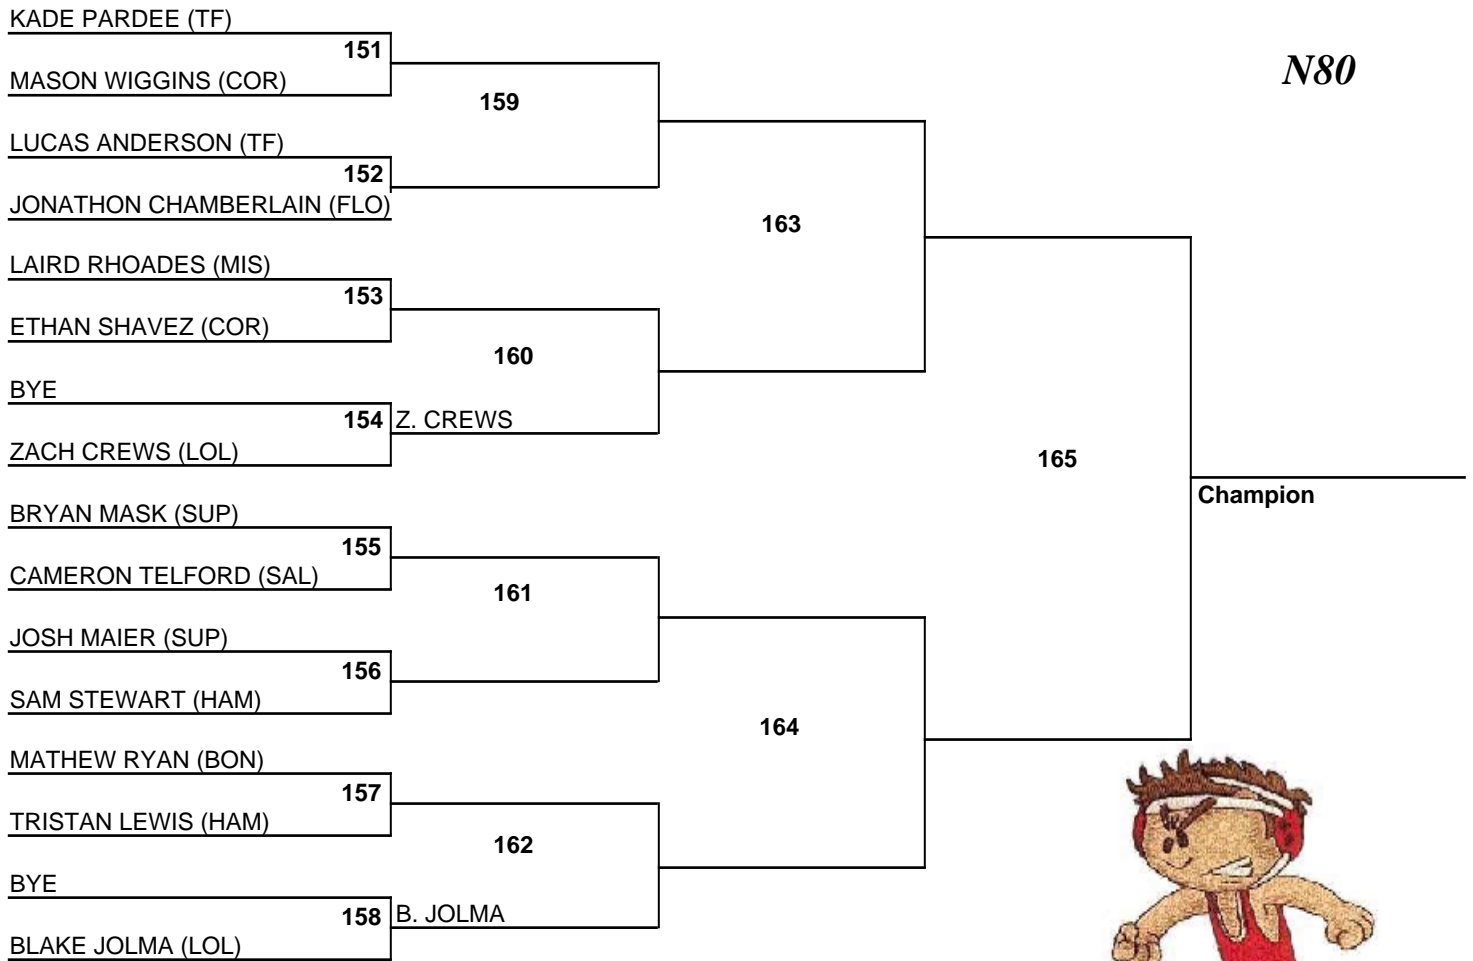 KADE PARDEE (TF)
151
N80
MASON WIGGINS (COR)
159
LUCAS ANDERSON (TF)
152
JONATHON CHAMBERLAIN (FLO)
163
LAIRD RHOADES (MIS)
153
ETHAN SHAVEZ (COR)
160
BYE
154 Z. CREWS
ZACH CREWS (LOL)
165
Champion
BRYAN MASK (SUP)
155
CAMERON TELFORD (SAL)
161
JOSH MAIER (SUP)
156
SAM STEWART (HAM)
164
MATHEW RYAN (BON)
157
TRISTAN LEWIS (HAM)
162
BYE
158 B. JOLMA
BLAKE JOLMA (LOL)